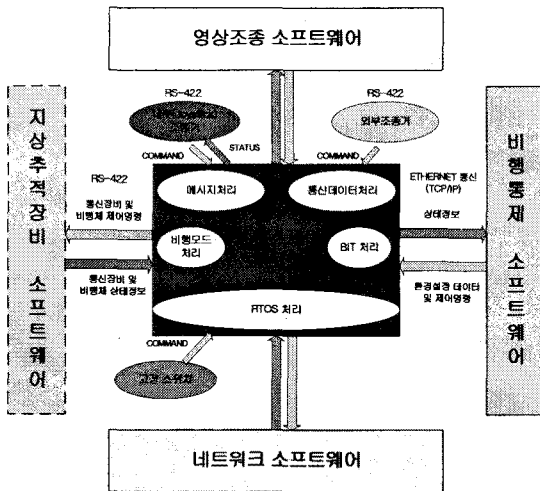 영상조종 소프트웨어
RS-422
RS-422
외부조종기
STATUS
COMMAND
COMMAND
메시지처리
통신데이터처리
지상추적장비 소프트웨어
RS-422
통신장비 및
비행체 제어명령
통신장비 및
비행체 상태정보
비행모드
처리
BIT 처리
RTOS 처리
ETHERNET 통신
(TCP/IP)
상태정보
환경설정 데이터
및 제어명령
비행통제 소프트웨어
COMMAND
고장 스위치
네트워크 소프트웨어